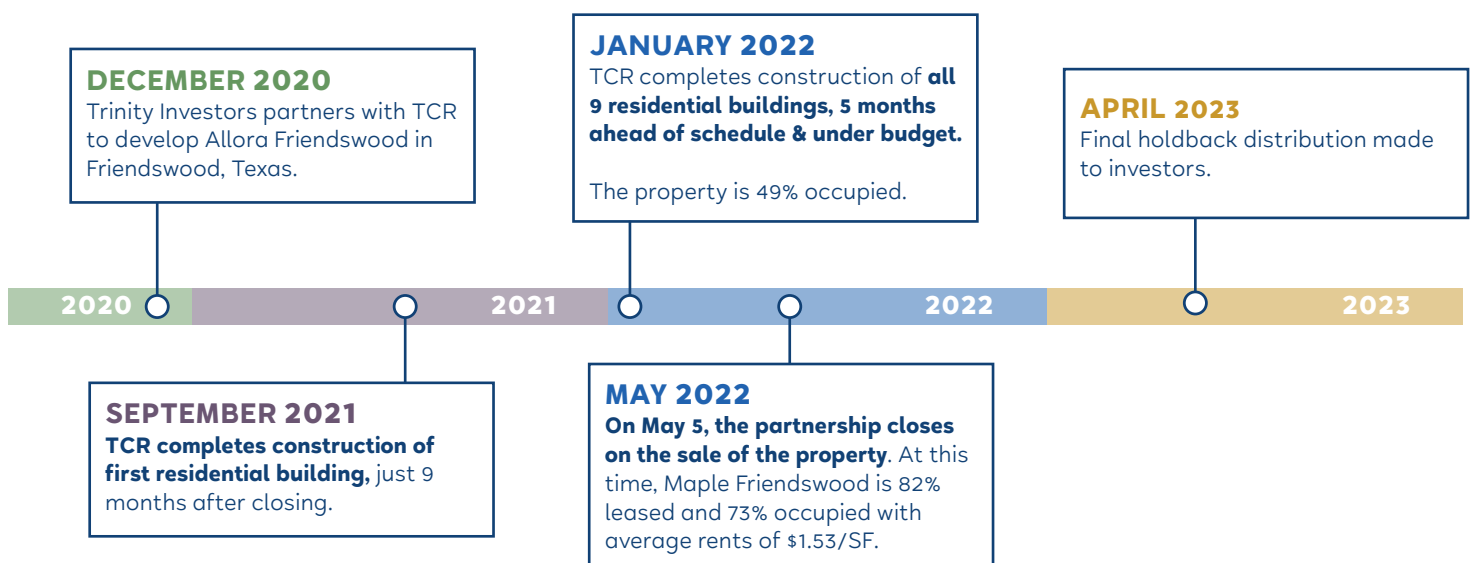 DECEMBER 2020
Trinity Investors partners with TCR
to develop Allora Friendswood in
Friendswood, Texas.
JANUARY 2022
TCR completes construction of all
9 residential buildings, 5 months
ahead of schedule & under budget.
The property is 49% occupied.
APRIL 2023
Final holdback distribution made
to investors.
2020
2021
2022
2023
SEPTEMBER 2021
TCR completes construction of
first residential building, just 9
months after closing.
MAY 2022
On May 5, the partnership closes
on the sale of the property. At this
time, Maple Friendswood is 82%
leased and 73% occupied with
average rents of $1.53/SF.